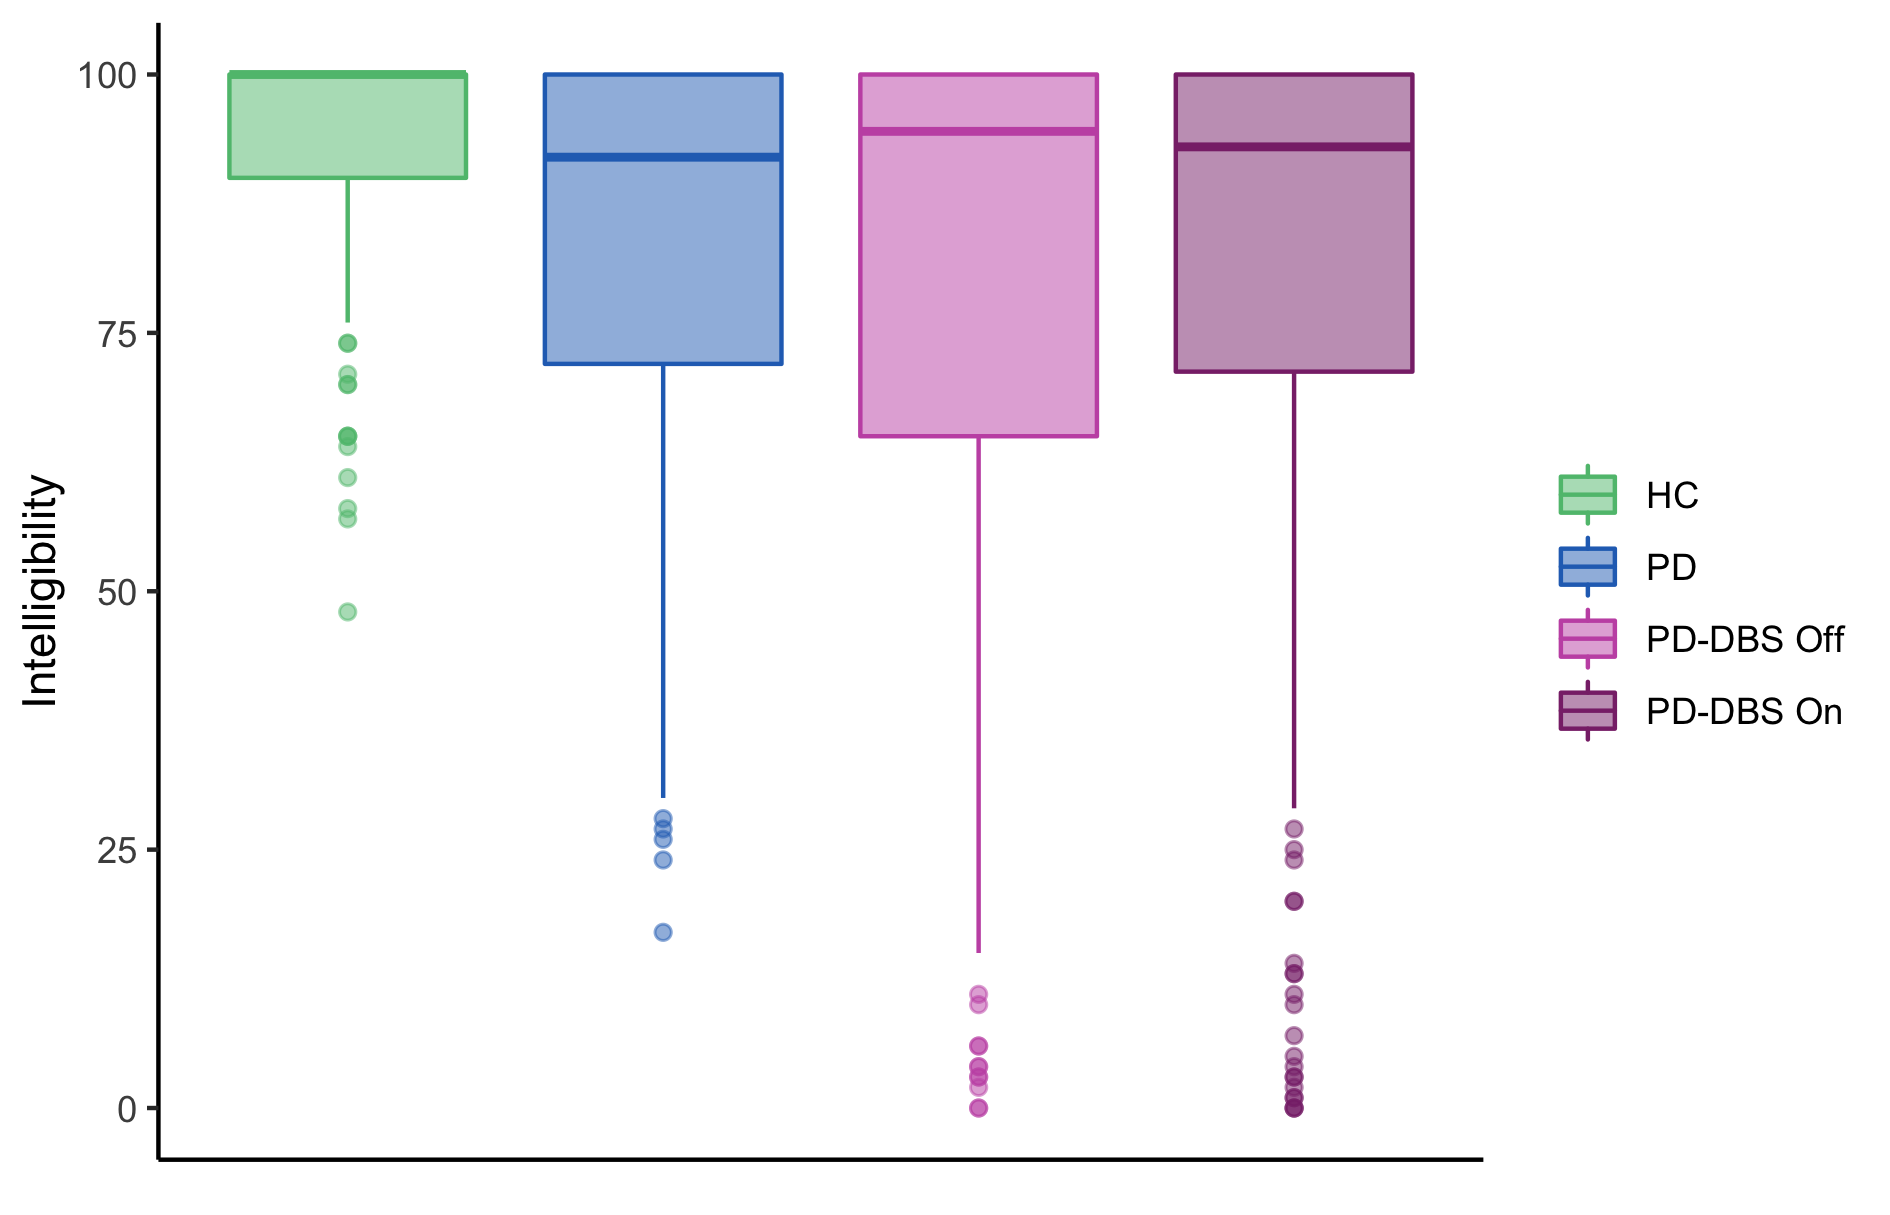 Intelligibility
100
75
50
25
0
HC
PD
PD-DBS Off
PD-DBS On